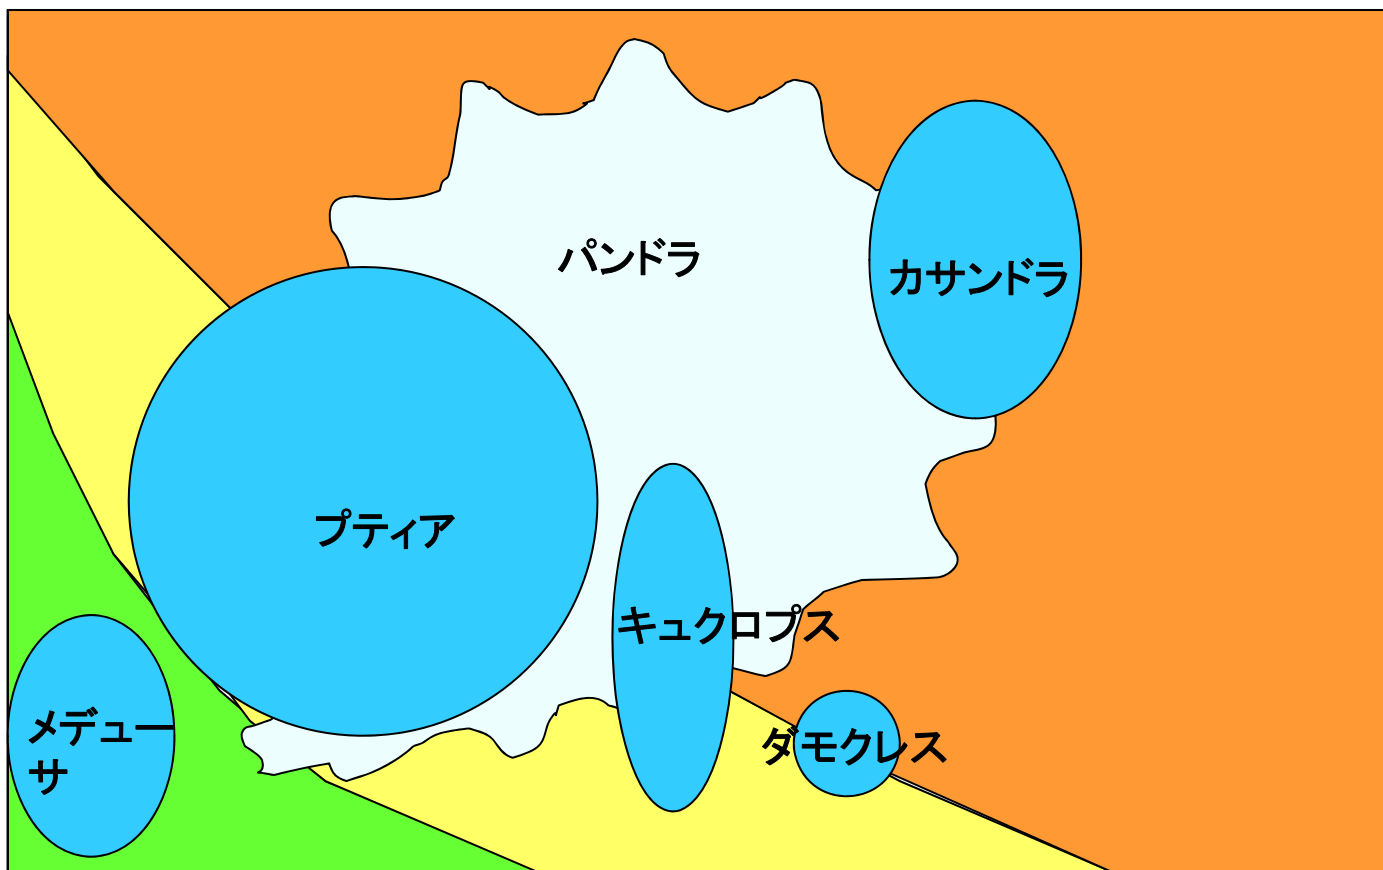 パンドラ
カサンドラ
プティア
キュクロプス
メデュー
サ
ダモクレス